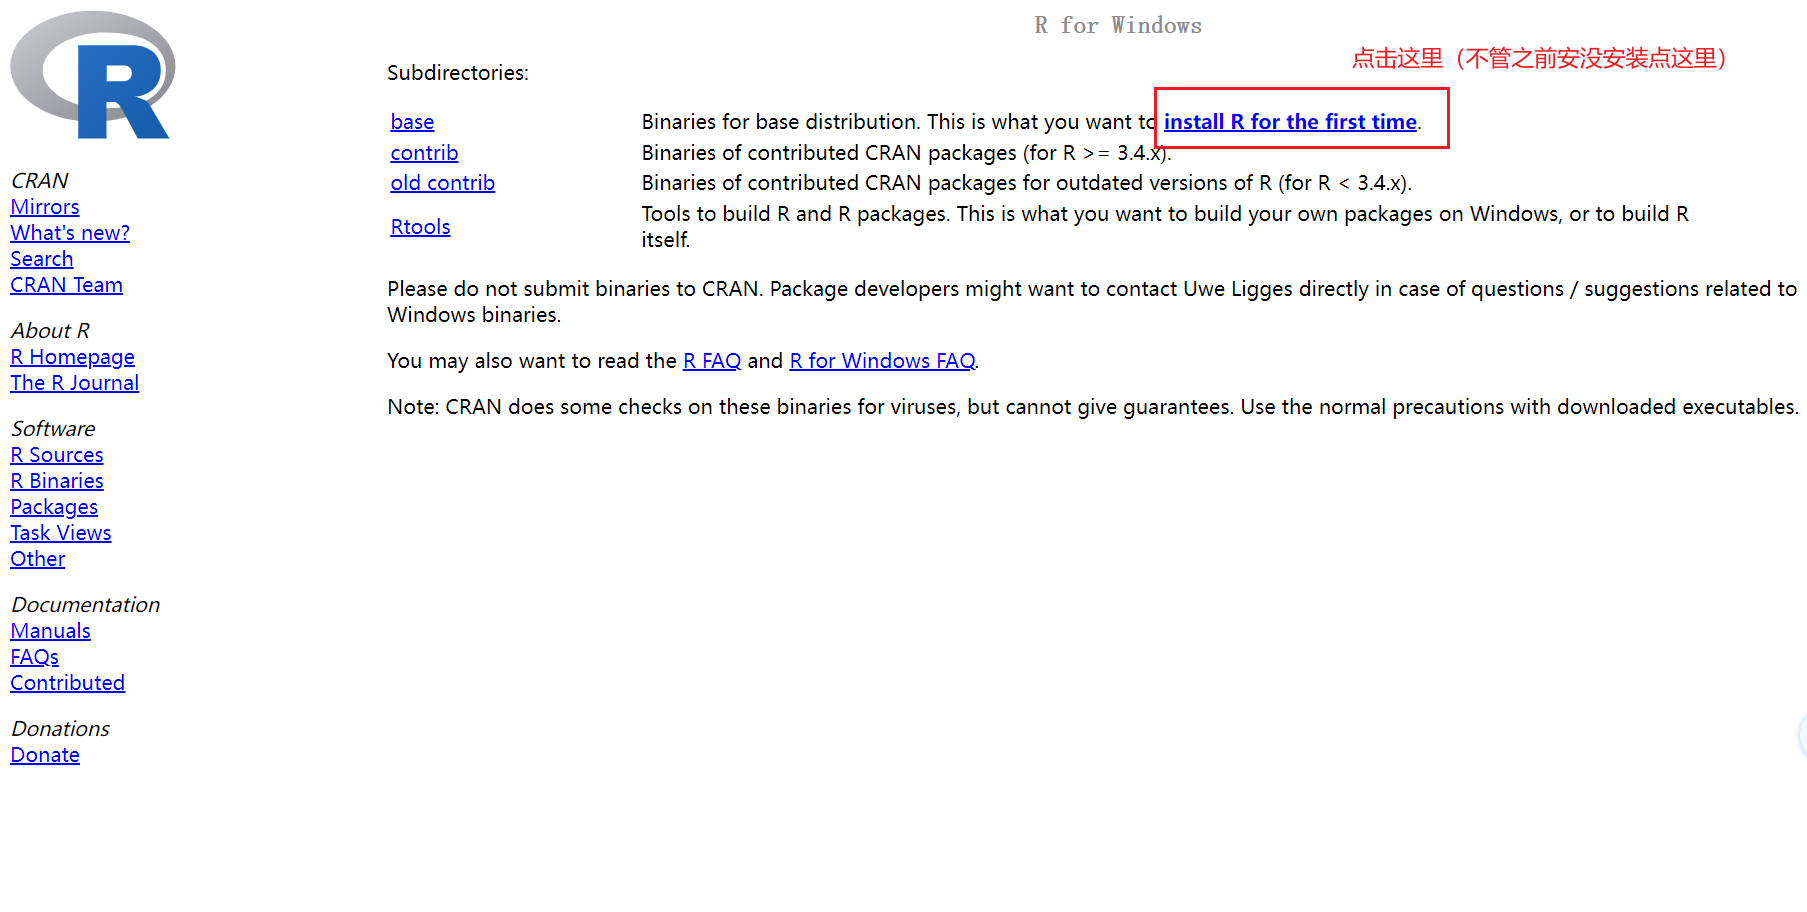 R
CRAN
Mirrors
What's new?
Search
CRAN Team
About R
R Homepage
The R Journal
Software
R Sources
R Binaries
Packages
Task Views
Other
Documentation
Manuals
FAQs
Contributed
Donations
Donate
R for Windows
点击这里（不管之前安没安装点这里）
Subdirectories:
base Binaries for base distribution. This is what you want to install R for the first time.
contrib Binaries of contributed CRAN packages (for R >= 3.4.x).
old contrib Binaries of contributed CRAN packages for outdated versions of R (for R < 3.4.x).
Rtools Tools to build R and R packages. This is what you want to build your own packages on Windows, or to build R
itself.
Please do not submit binaries to CRAN. Package developers might want to contact Uwe Ligges directly in case of questions / suggestions related to
Windows binaries.
You may also want to read the R FAQ and R for Windows FAQ.
Note: CRAN does some checks on these binaries for viruses, but cannot give guarantees. Use the normal precautions with downloaded executables.